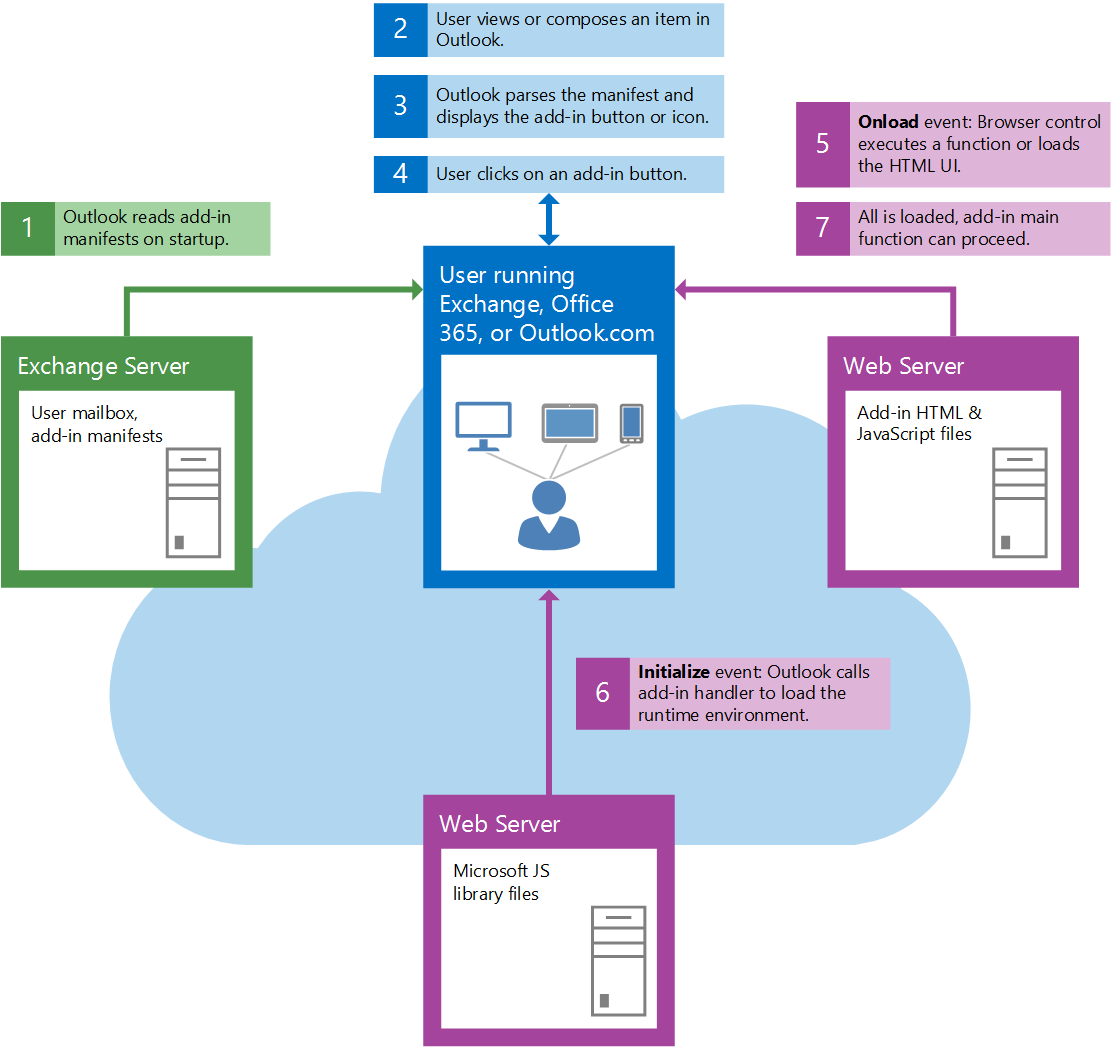 2
User views or composes an item in
Outlook.
3
Outlook parses the manifest and
displays the add-in button or icon.
4
User clicks on an add-in button.
5
Onload event: Browser control
executes a function or loads
the HTML UI.
7
All is loaded, add-in main
function can proceed.
1
Outlook reads add-in
manifests on startup.
User running
Exchange, Office
365, or Outlook.com
Exchange Server
User mailbox,
add-in manifests
Web Server
Add-in HTML &
JavaScript files
6
Initialize event: Outlook calls
add-in handler to load the
runtime environment.
Web Server
Microsoft JS
library files